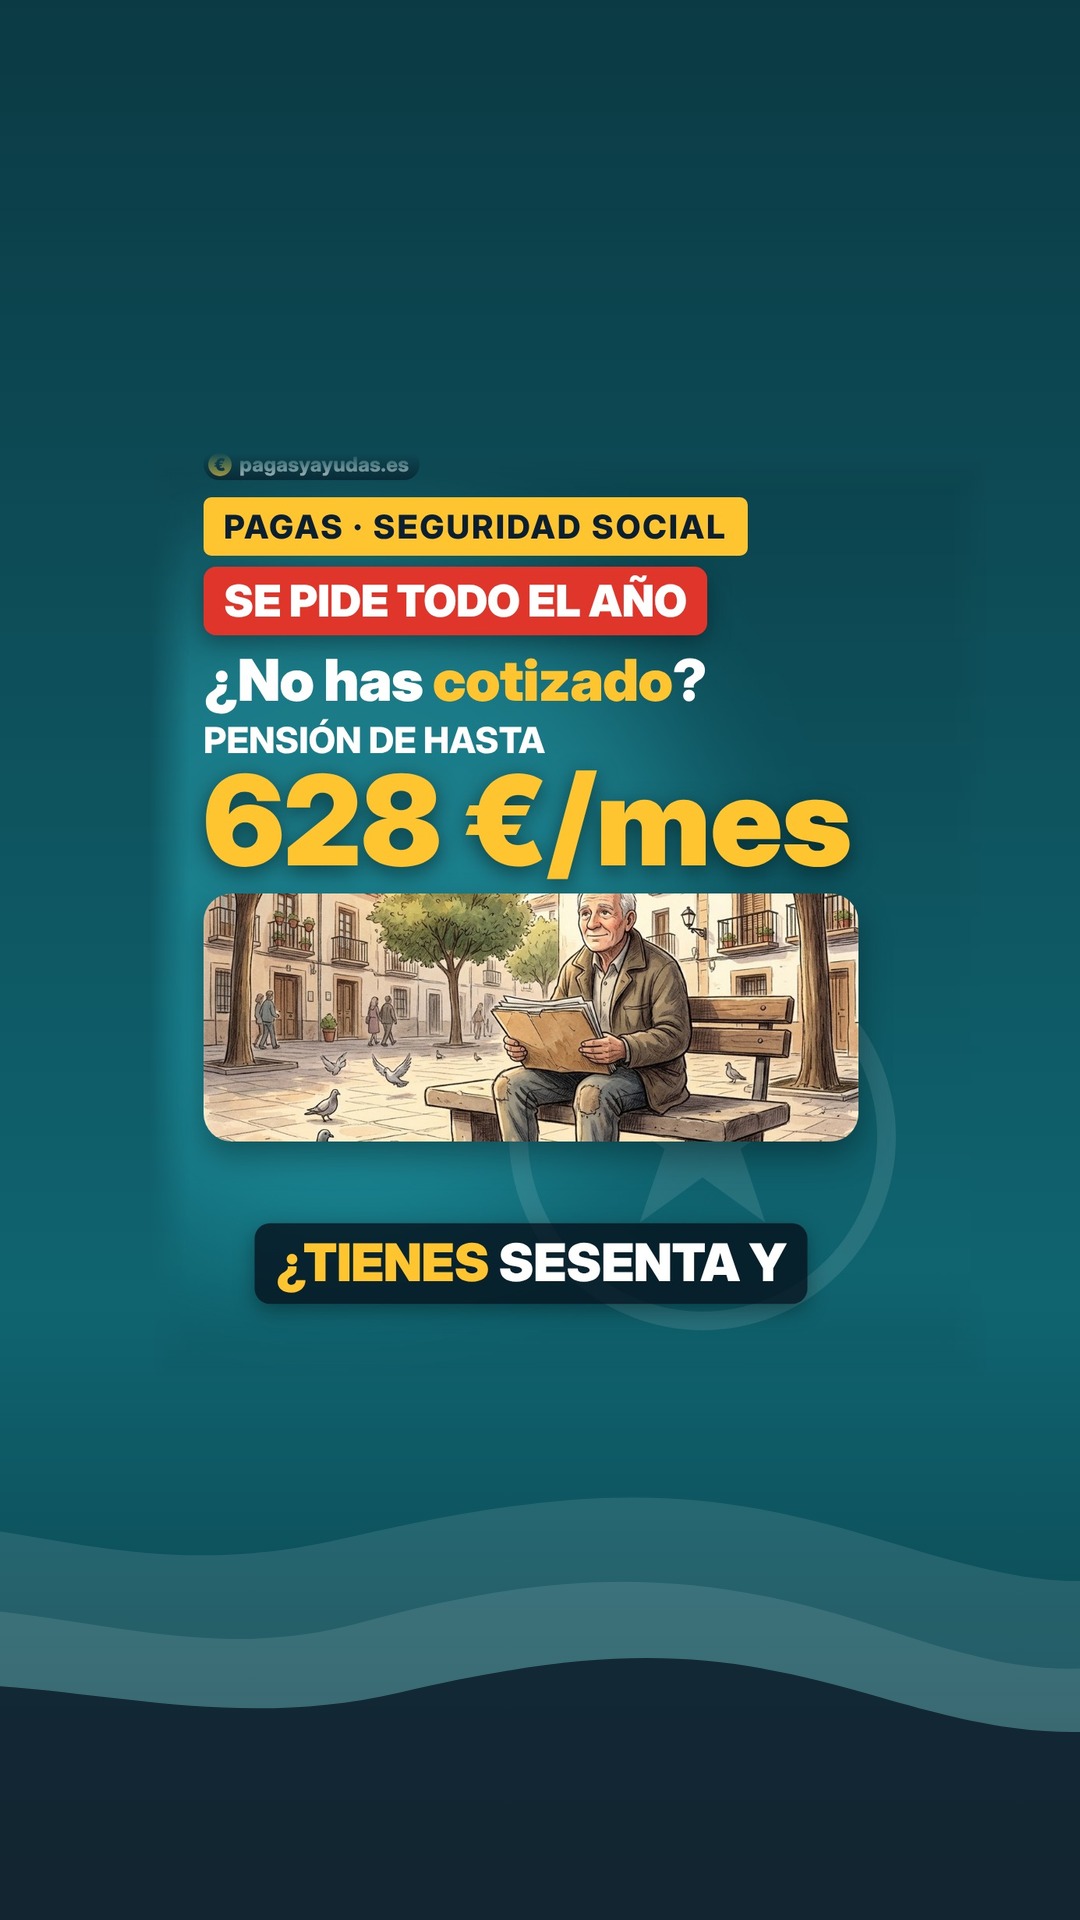 € pagasyayudas.es
PAGAS · SEGURIDAD SOCIAL
SE PIDE TODO EL AÑO
¿No has cotizado?
PENSIÓN DE HASTA
628 €/mes
¿TIENES SESENTA Y